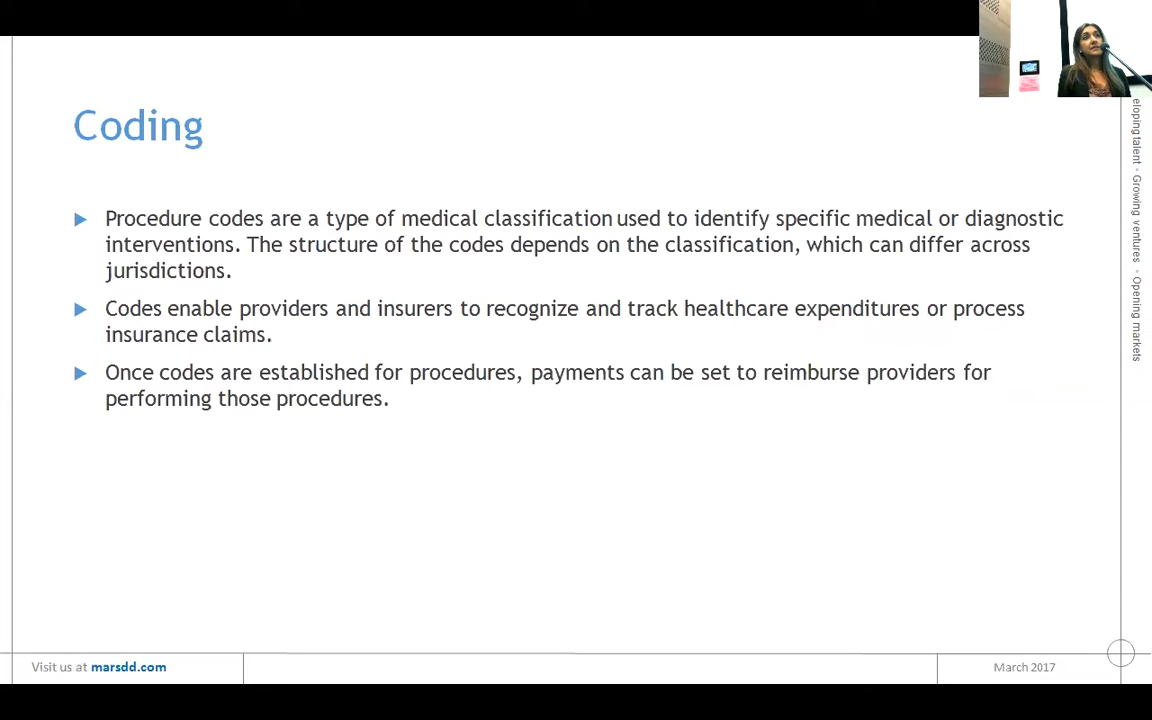 Coding
Procedure codes are a type of medical classification used to identify specific medical or diagnostic
interventions. The structure of the codes depends on the classification, which can differ across
jurisdictions.
Codes enable providers and insurers to recognize and track healthcare expenditures or process
insurance claims.
Once codes are established for procedures, payments can be set to reimburse providers for
performing those procedures.
eloping talent • Growing ventures • Opening markets
Visit us at marsdd.com
March 2017